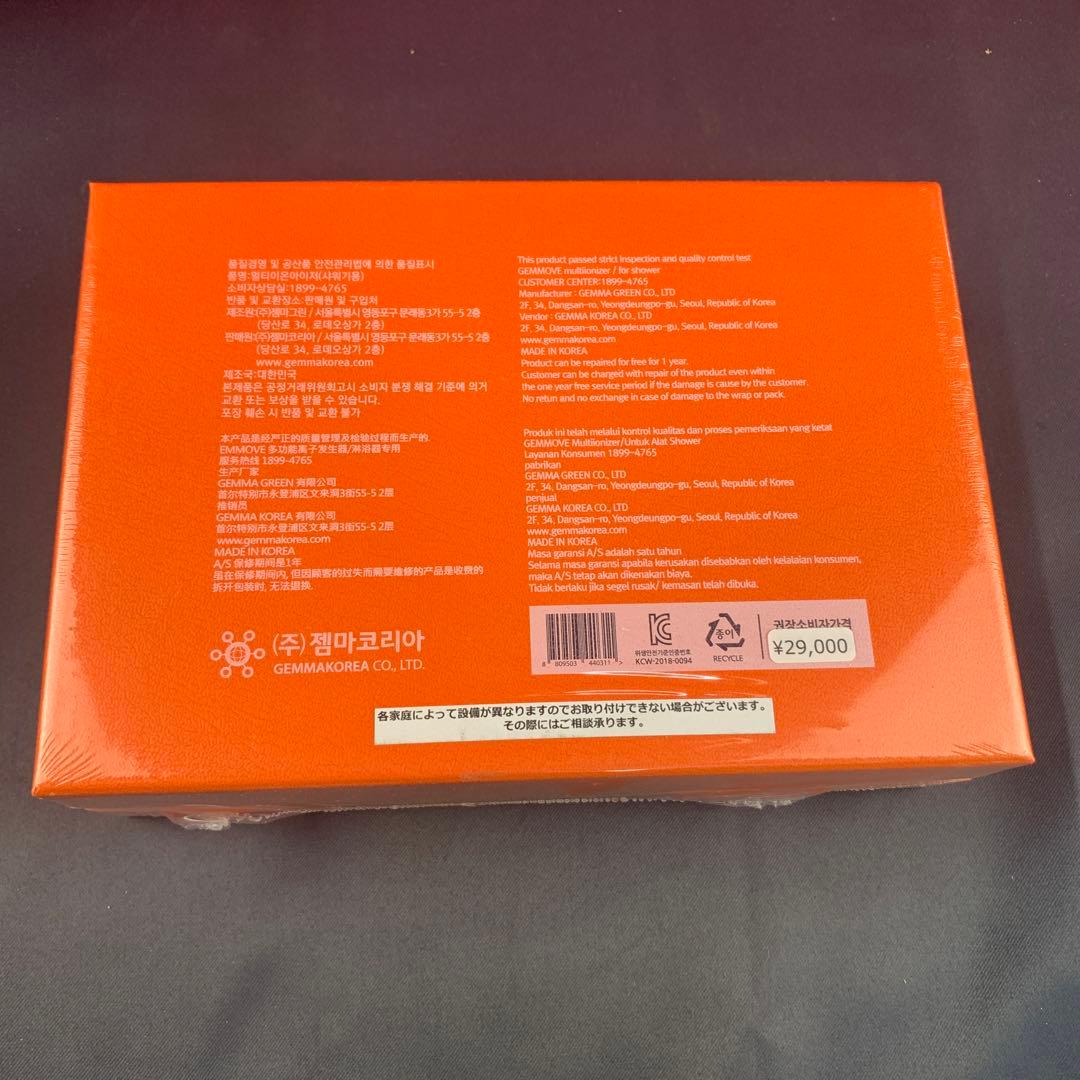 품질경영 및 공산품 안전관리법에 의한 품질표시
품명:멀티이온아이저(샤워기용)
소비자상담실:1899-4765
반품 및 교환장소:판매원 및 구입처
제조원:(주)젬마그린 / 서울특별시 영등포구 문래동3가 55-5 2층
(당산로 34, 로데오상가 2층)
판매원:(주)젬마코리아 / 서울특별시 영등포구 문래동3가 55-5 2층
(당산로 34, 로데오상가 2층)
www.gemmakorea.com
제조국:대한민국
본제품은 공정거래위원회고시 소비자 분쟁 해결 기준에 의거
교환 또는 보상을 받을 수 있습니다.
포장 훼손 시 반품 및 교환 불가
This product passed strict inspection and quality control test
GEMMOVE multiionizer / for shower
CUSTOMER CENTER:1899-4765
Manufacturer : GEMMA GREEN CO., LTD
2F, 34, Dangsan-ro, Yeongdeungpo-gu, Seoul, Republic of Korea
Vendor : GEMMA KOREA CO., LTD
2F, 34, Dangsan-ro, Yeongdeungpo-gu, Seoul, Republic of Korea
www.gemmakorea.com
MADE IN KOREA
Product can be repaired for free for 1 year.
Customer can be charged with repair of the product even within
the one year free service period if the damage is cause by the customer.
No retun and no exchange in case of damage to the wrap or pack.
本产品是经严正的质量管理及检验过程而生产的.
EMMOVE 多功能离子发生器/淋浴器专用
服务热线 1899-4765
生产厂家
GEMMA GREEN 有限公司
首尔特别市永登浦区文来洞3街55-5 2层
推销员
GEMMA KOREA 有限公司
首尔特别市永登浦区文来洞3街55-5 2层
www.gemmakorea.com
MADE IN KOREA
A/S 保修期间是1年
虽在保修期间内, 但因顾客的过失而需要维修的产品是收费的
拆开包装时, 无法退换.
Produk ini telah melalui kontrol kualitas dan proses pemeriksaan yang ketat
GEMMOVE Multiionizer/Untuk Alat Shower
Layanan Konsumen 1899-4765
pabrikan
GEMMA GREEN CO., LTD
2F, 34, Dangsan-ro, Yeongdeungpo-gu, Seoul, Republic of Korea
penjual
GEMMA KOREA CO., LTD
2F, 34, Dangsan-ro, Yeongdeungpo-gu, Seoul, Republic of Korea
www.gemmakorea.com
MADE IN KOREA
Masa garansi A/S adalah satu tahun
Selama masa garansi apabila kerusakan disebabkan oleh kelalaian konsumen,
maka A/S tetap akan dikenakan biaya.
Tidak berlaku jika segel rusak/ kemasan telah dibuka.
(주) 젬마코리아
GEMMAKOREA CO., LTD.
8 809503 440311 >
위생안전기준인증번호
KCW-2018-0094
종이
RECYCLE
권장소비자가격
¥29,000
各家庭によって設備が異なりますのでお取り付けできない場合がございます。
その際にはご相談承ります。